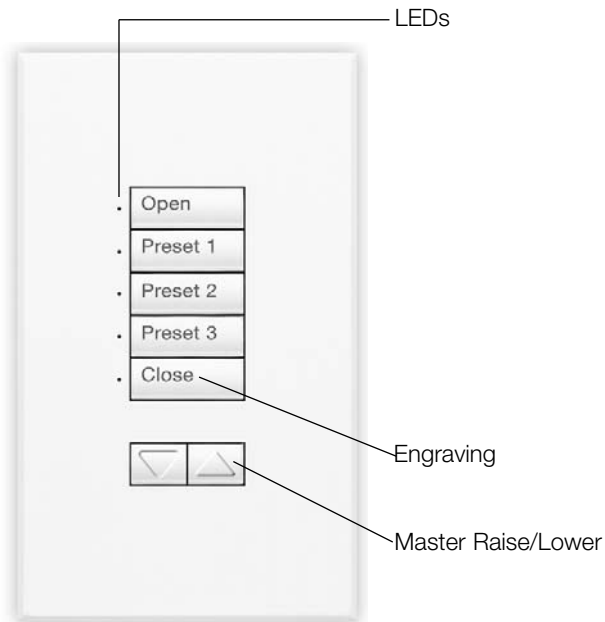 LEDs
Open
Preset 1
Preset 2
Preset 3
Close
Engraving
Master Raise/Lower